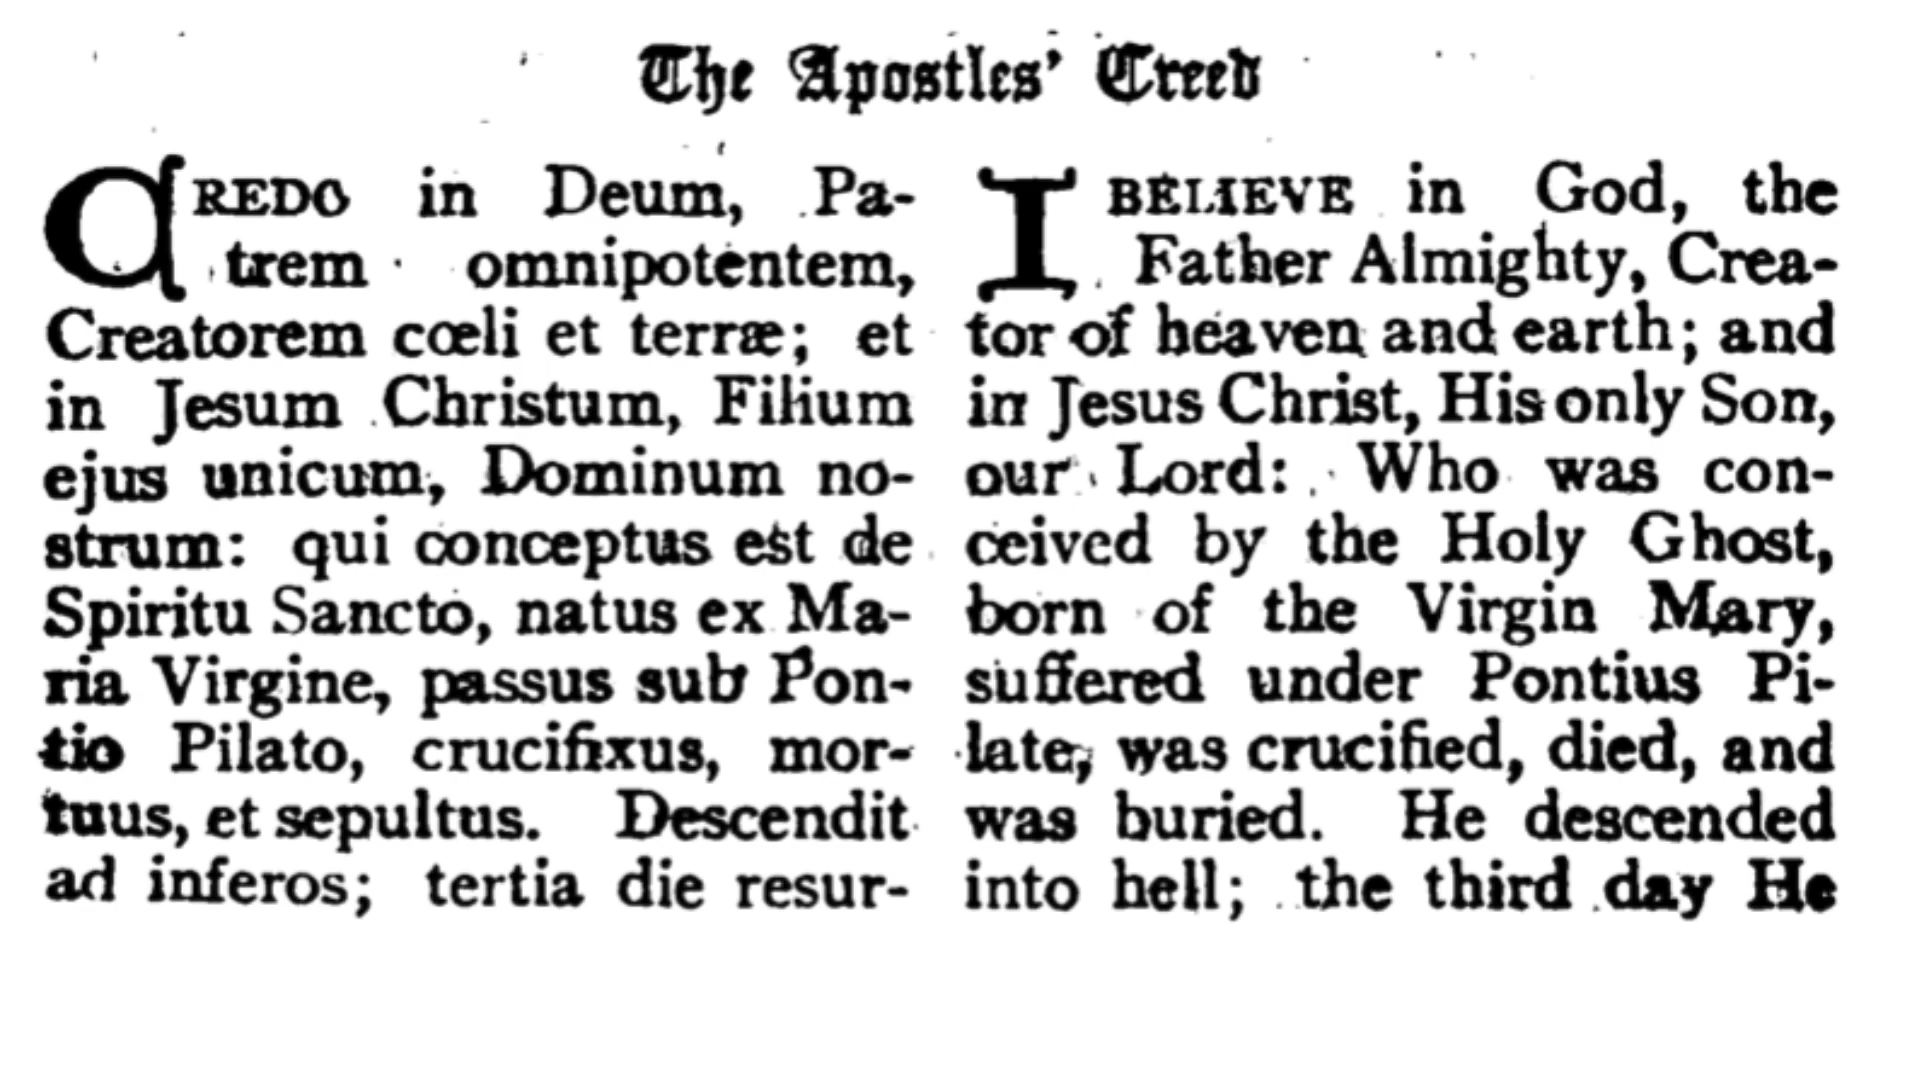 The Apostles' Creed
CREDO in Deum, Pa-
trem omnipotentem,
Creatorem cœli et terræ; et
in Jesum Christum, Filium
ejus unicum, Dominum no-
strum: qui conceptus est de
Spiritu Sancto, natus ex Ma-
ria Virgine, passus sub Pon-
tio Pilato, crucifixus, mor-
tuus, et sepultus. Descendit
ad inferos; tertia die resur-
I BELIEVE in God, the
Father Almighty, Crea-
tor of heaven and earth; and
in Jesus Christ, His only Son,
our Lord: Who was con-
ceived by the Holy Ghost,
born of the Virgin Mary,
suffered under Pontius Pi-
late, was crucified, died, and
was buried. He descended
into hell; the third day He